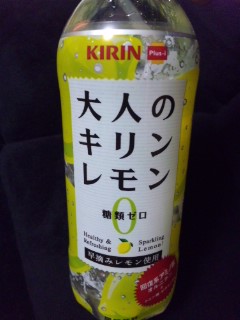 KIRIN Plus-i
大人の
キリン
レモン
糖類ゼロ
0
Healthy & Refreshing
Sparkling Lemon
早摘みレモン使用